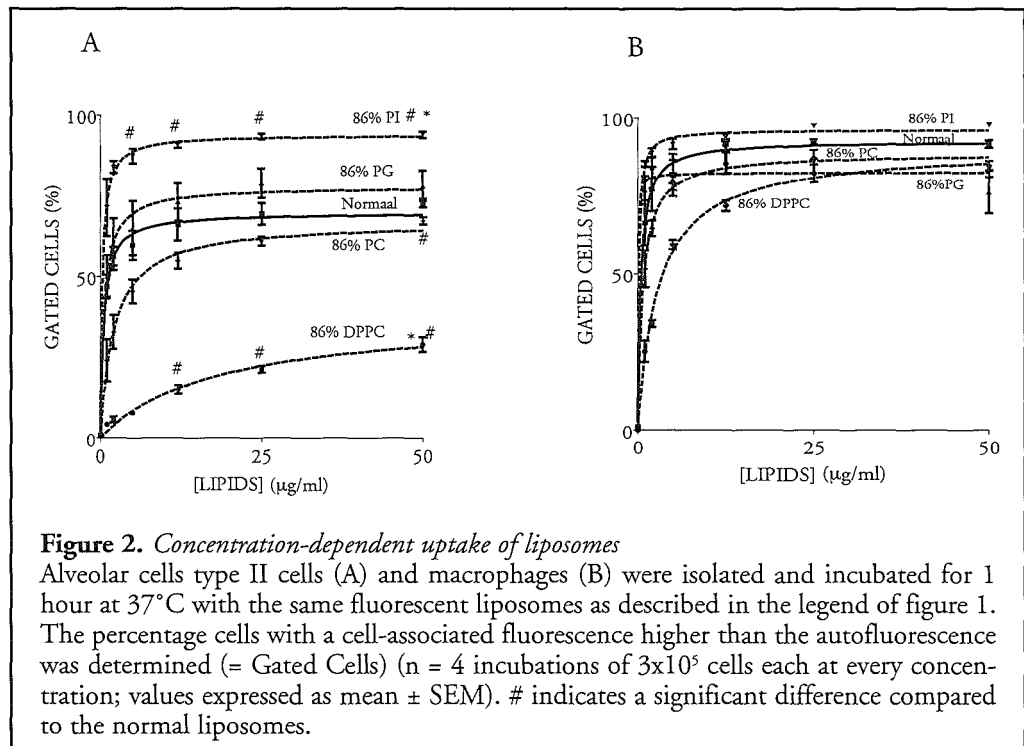 A
B
100
50
0
GATED CELLS (%)
86% PI # *
#
#
#
86% PG
Normaal
86% PC
#
86% DPPC
* #
#
#
0 25 50
[LIPIDS] (µg/ml)
100
50
0
GATED CELLS (%)
86% PI
Normaal
86% PC
86%PG
86% DPPC
0 25 50
[LIPIDS] (µg/ml)
Figure 2. Concentration-dependent uptake of liposomes
Alveolar cells type II cells (A) and macrophages (B) were isolated and incubated for 1
hour at 37°C with the same fluorescent liposomes as described in the legend of figure 1.
The percentage cells with a cell-associated fluorescence higher than the autofluorescence
was determined (= Gated Cells) (n = 4 incubations of 3x10⁵ cells each at every concen-
tration; values expressed as mean ± SEM). # indicates a significant difference compared
to the normal liposomes.